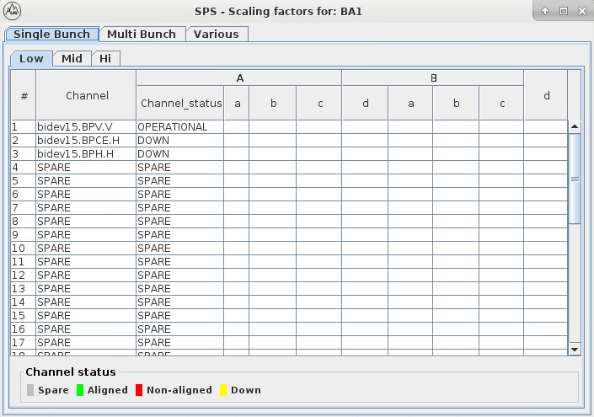 SPS - Scaling factors for: BA1
Single Bunch Multi Bunch Various
Low Mid Hi
A B
# Channel Channel_status a b c d a b c d
1 bidev15.BPV.V OPERATIONAL
2 bidev15.BPCE.H DOWN
3 bidev15.BPH.H DOWN
4 SPARE SPARE
5 SPARE SPARE
6 SPARE SPARE
7 SPARE SPARE
8 SPARE SPARE
9 SPARE SPARE
10 SPARE SPARE
11 SPARE SPARE
12 SPARE SPARE
13 SPARE SPARE
14 SPARE SPARE
15 SPARE SPARE
16 SPARE SPARE
17 SPARE SPARE
18 SPARE SPARE
Channel status
Spare Aligned Non-aligned Down